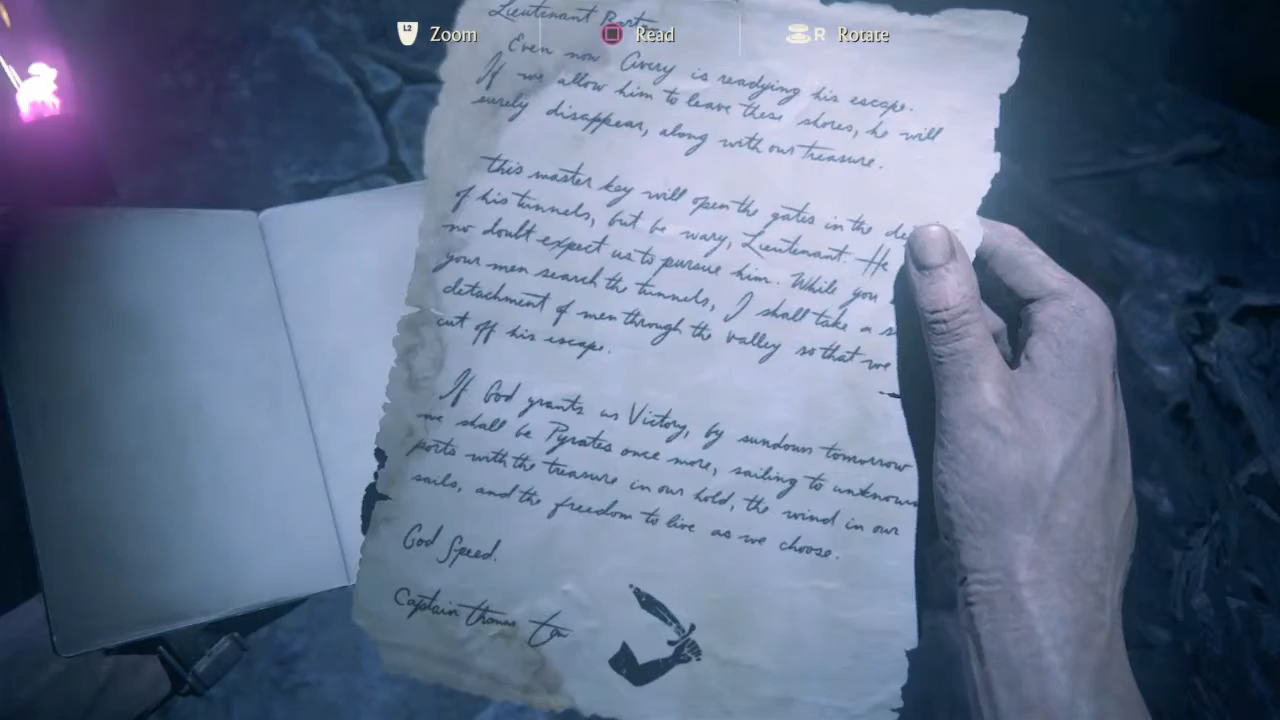 L2 Zoom
Read
R Rotate
Lieutenant
Even now Avery is readying his escape.
If we allow him to leave these shores, he will
surely disappear, along with our treasure.
This master key will open the gates in the
of his tunnels, but be wary, Lieutenant. He
no doubt expect us to pursue him. While you
your men search the tunnels, I shall take a
detachment of men through the valley so that we
cut off his escape.
If God grants us Victory, by sundown tomorrow
we shall be Pyrates once more, sailing to unknown
ports with the treasure in our hold, the wind in our
sails, and the freedom to live as we choose.
God Speed.
Captain Thomas